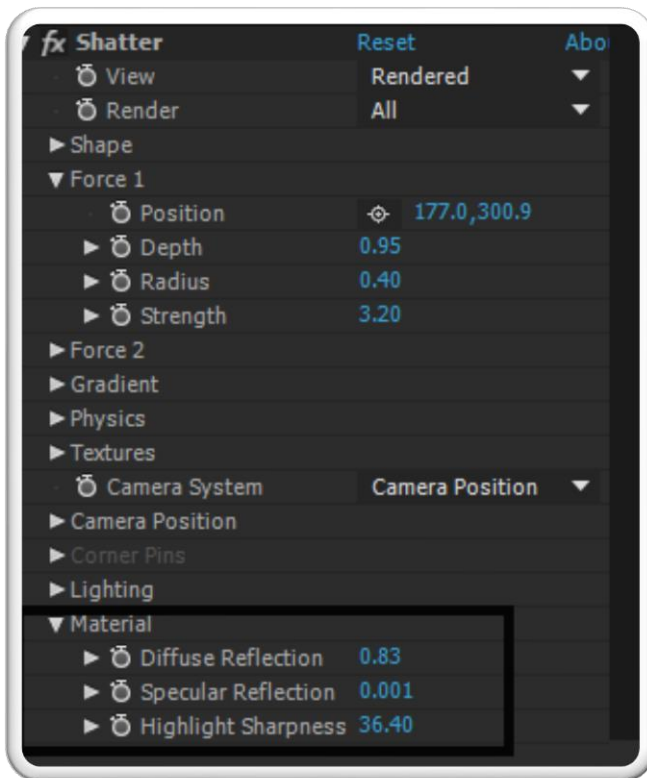 fx Shatter Reset Abo
View Rendered
Render All
Shape
Force 1
Position 177.0,300.9
Depth 0.95
Radius 0.40
Strength 3.20
Force 2
Gradient
Physics
Textures
Camera System Camera Position
Camera Position
Corner Pins
Lighting
Material
Diffuse Reflection 0.83
Specular Reflection 0.001
Highlight Sharpness 36.40